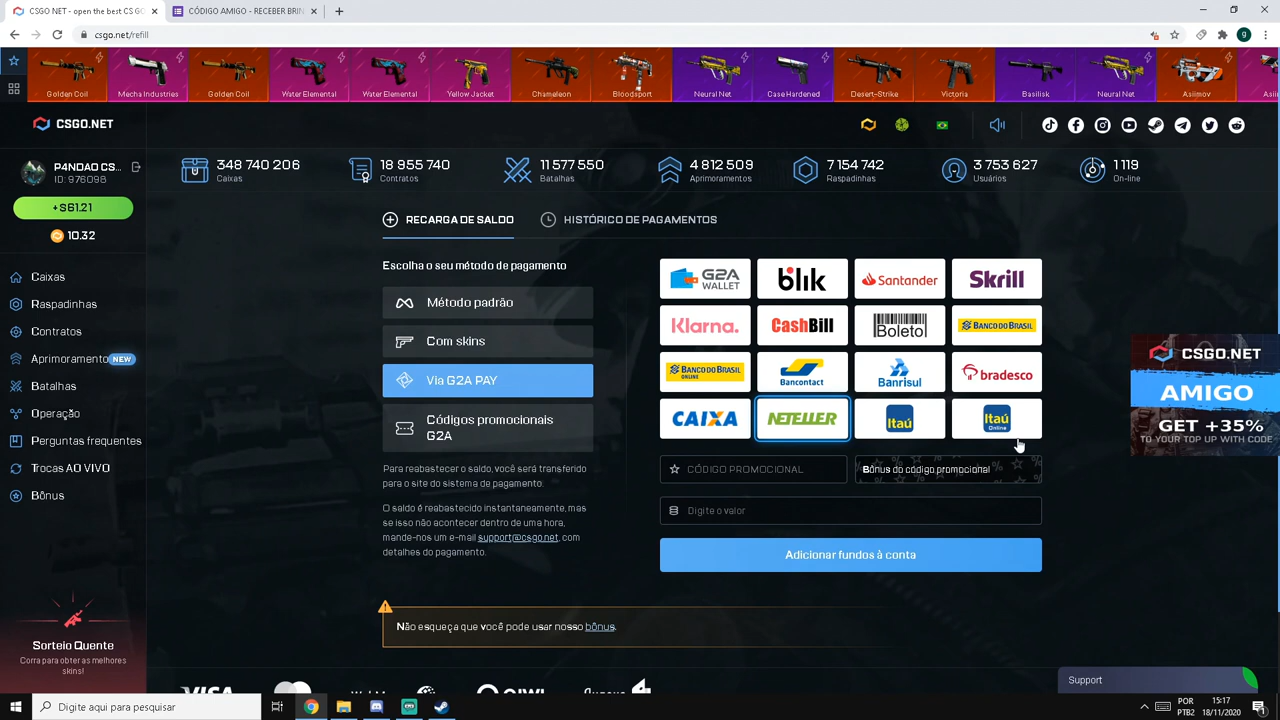 CSGO NET - open the best CS GO
CÓDIGO AMIGO - RECEBER BRIN
csgo.net/refill
g
Golden Coil
Mecha Industries
Golden Coil
Water Elemental
Water Elemental
Yellow Jacket
Chameleon
Bloodsport
Neural Net
Case Hardened
Desert-Strike
Victoria
Basilisk
Neural Net
Asiimov
Asii
CSGO.NET
P4NDAO CS...
ID: 976098
+$61.21
10.32
348 740 206
Caixas
18 955 740
Contratos
11 577 550
Batalhas
4 812 509
Aprimoramentos
7 154 742
Raspadinhas
3 753 627
Usuários
1 119
On-line
Caixas
Raspadinhas
Contratos
Aprimoramento NEW
Batalhas
Operação
Perguntas frequentes
Trocas AO VIVO
Bônus
Sorteio Quente
Corra para obter as melhores
skins!
RECARGA DE SALDO
HISTÓRICO DE PAGAMENTOS
Escolha o seu método de pagamento
Método padrão
Com skins
Via G2A PAY
Códigos promocionais
G2A
Para reabastecer o saldo, você será transferido
para o site do sistema de pagamento.
O saldo é reabastecido instantaneamente, mas
se isso não acontecer dentro de uma hora,
mande-nos um e-mail support@csgo.net, com
detalhes do pagamento.
G2A WALLET
blik
Santander
Skrill
Klarna.
CashBill
Boleto
BANCO DO BRASIL
BANCO DO BRASIL ONLINE
Bancontact
Banrisul
bradesco
CAIXA
NETELLER
Itaú
Itaú Online
CÓDIGO PROMOCIONAL
Bônus do código promocional
Digite o valor
Adicionar fundos à conta
Não esqueça que você pode usar nosso bônus.
CSGO.NET
AMIGO
GET +35%
TO YOUR TOP UP WITH CODE
VISA
QIWI
Support
Digite aqui para pesquisar
POR
PTB2
15:17
18/11/2020
1